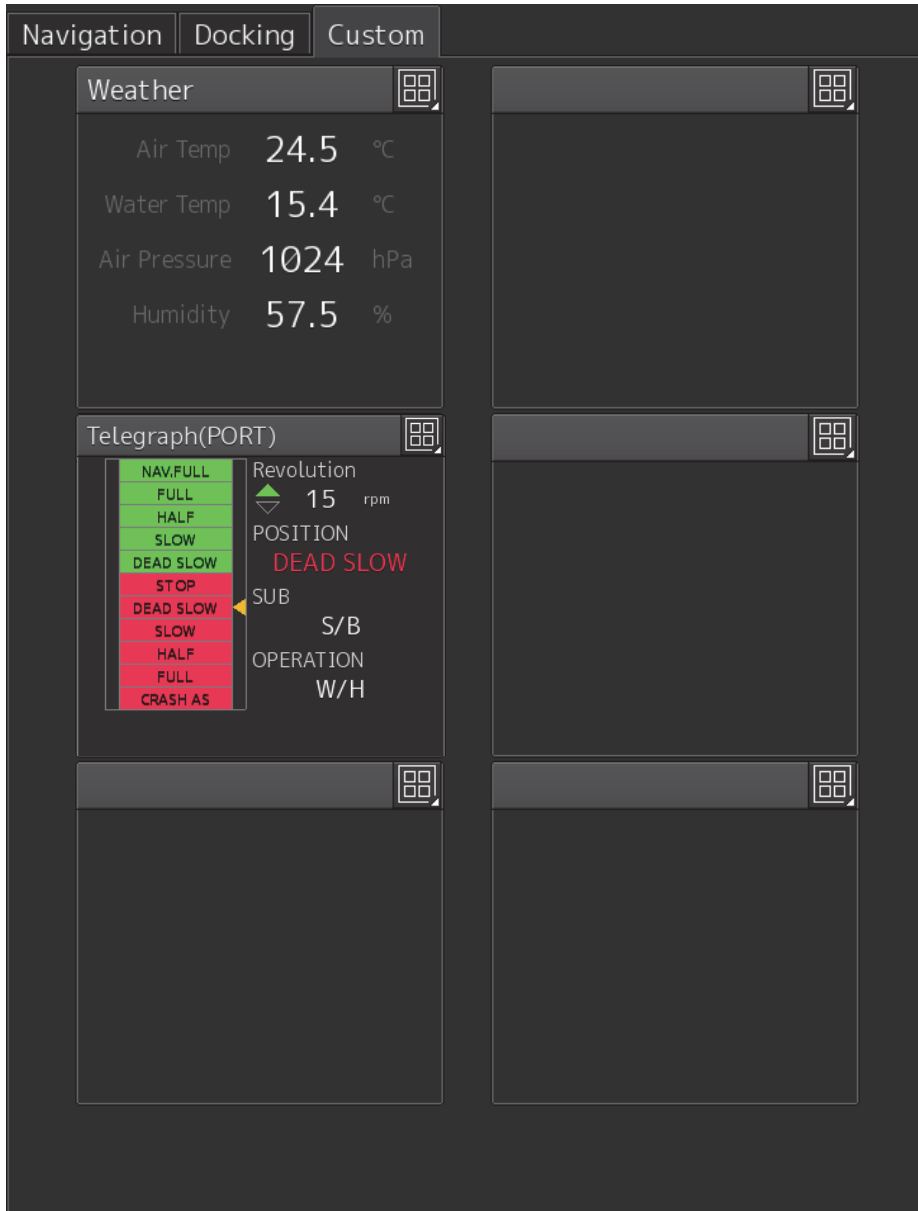 Navigation Docking Custom
Weather
Air Temp 24.5 °C
Water Temp 15.4 °C
Air Pressure 1024 hPa
Humidity 57.5 %
Telegraph(PORT)
NAV.FULL
FULL
HALF
SLOW
DEAD SLOW
STOP
DEAD SLOW
SLOW
HALF
FULL
CRASH AS
Revolution
15 rpm
POSITION
DEAD SLOW
SUB
S/B
OPERATION
W/H